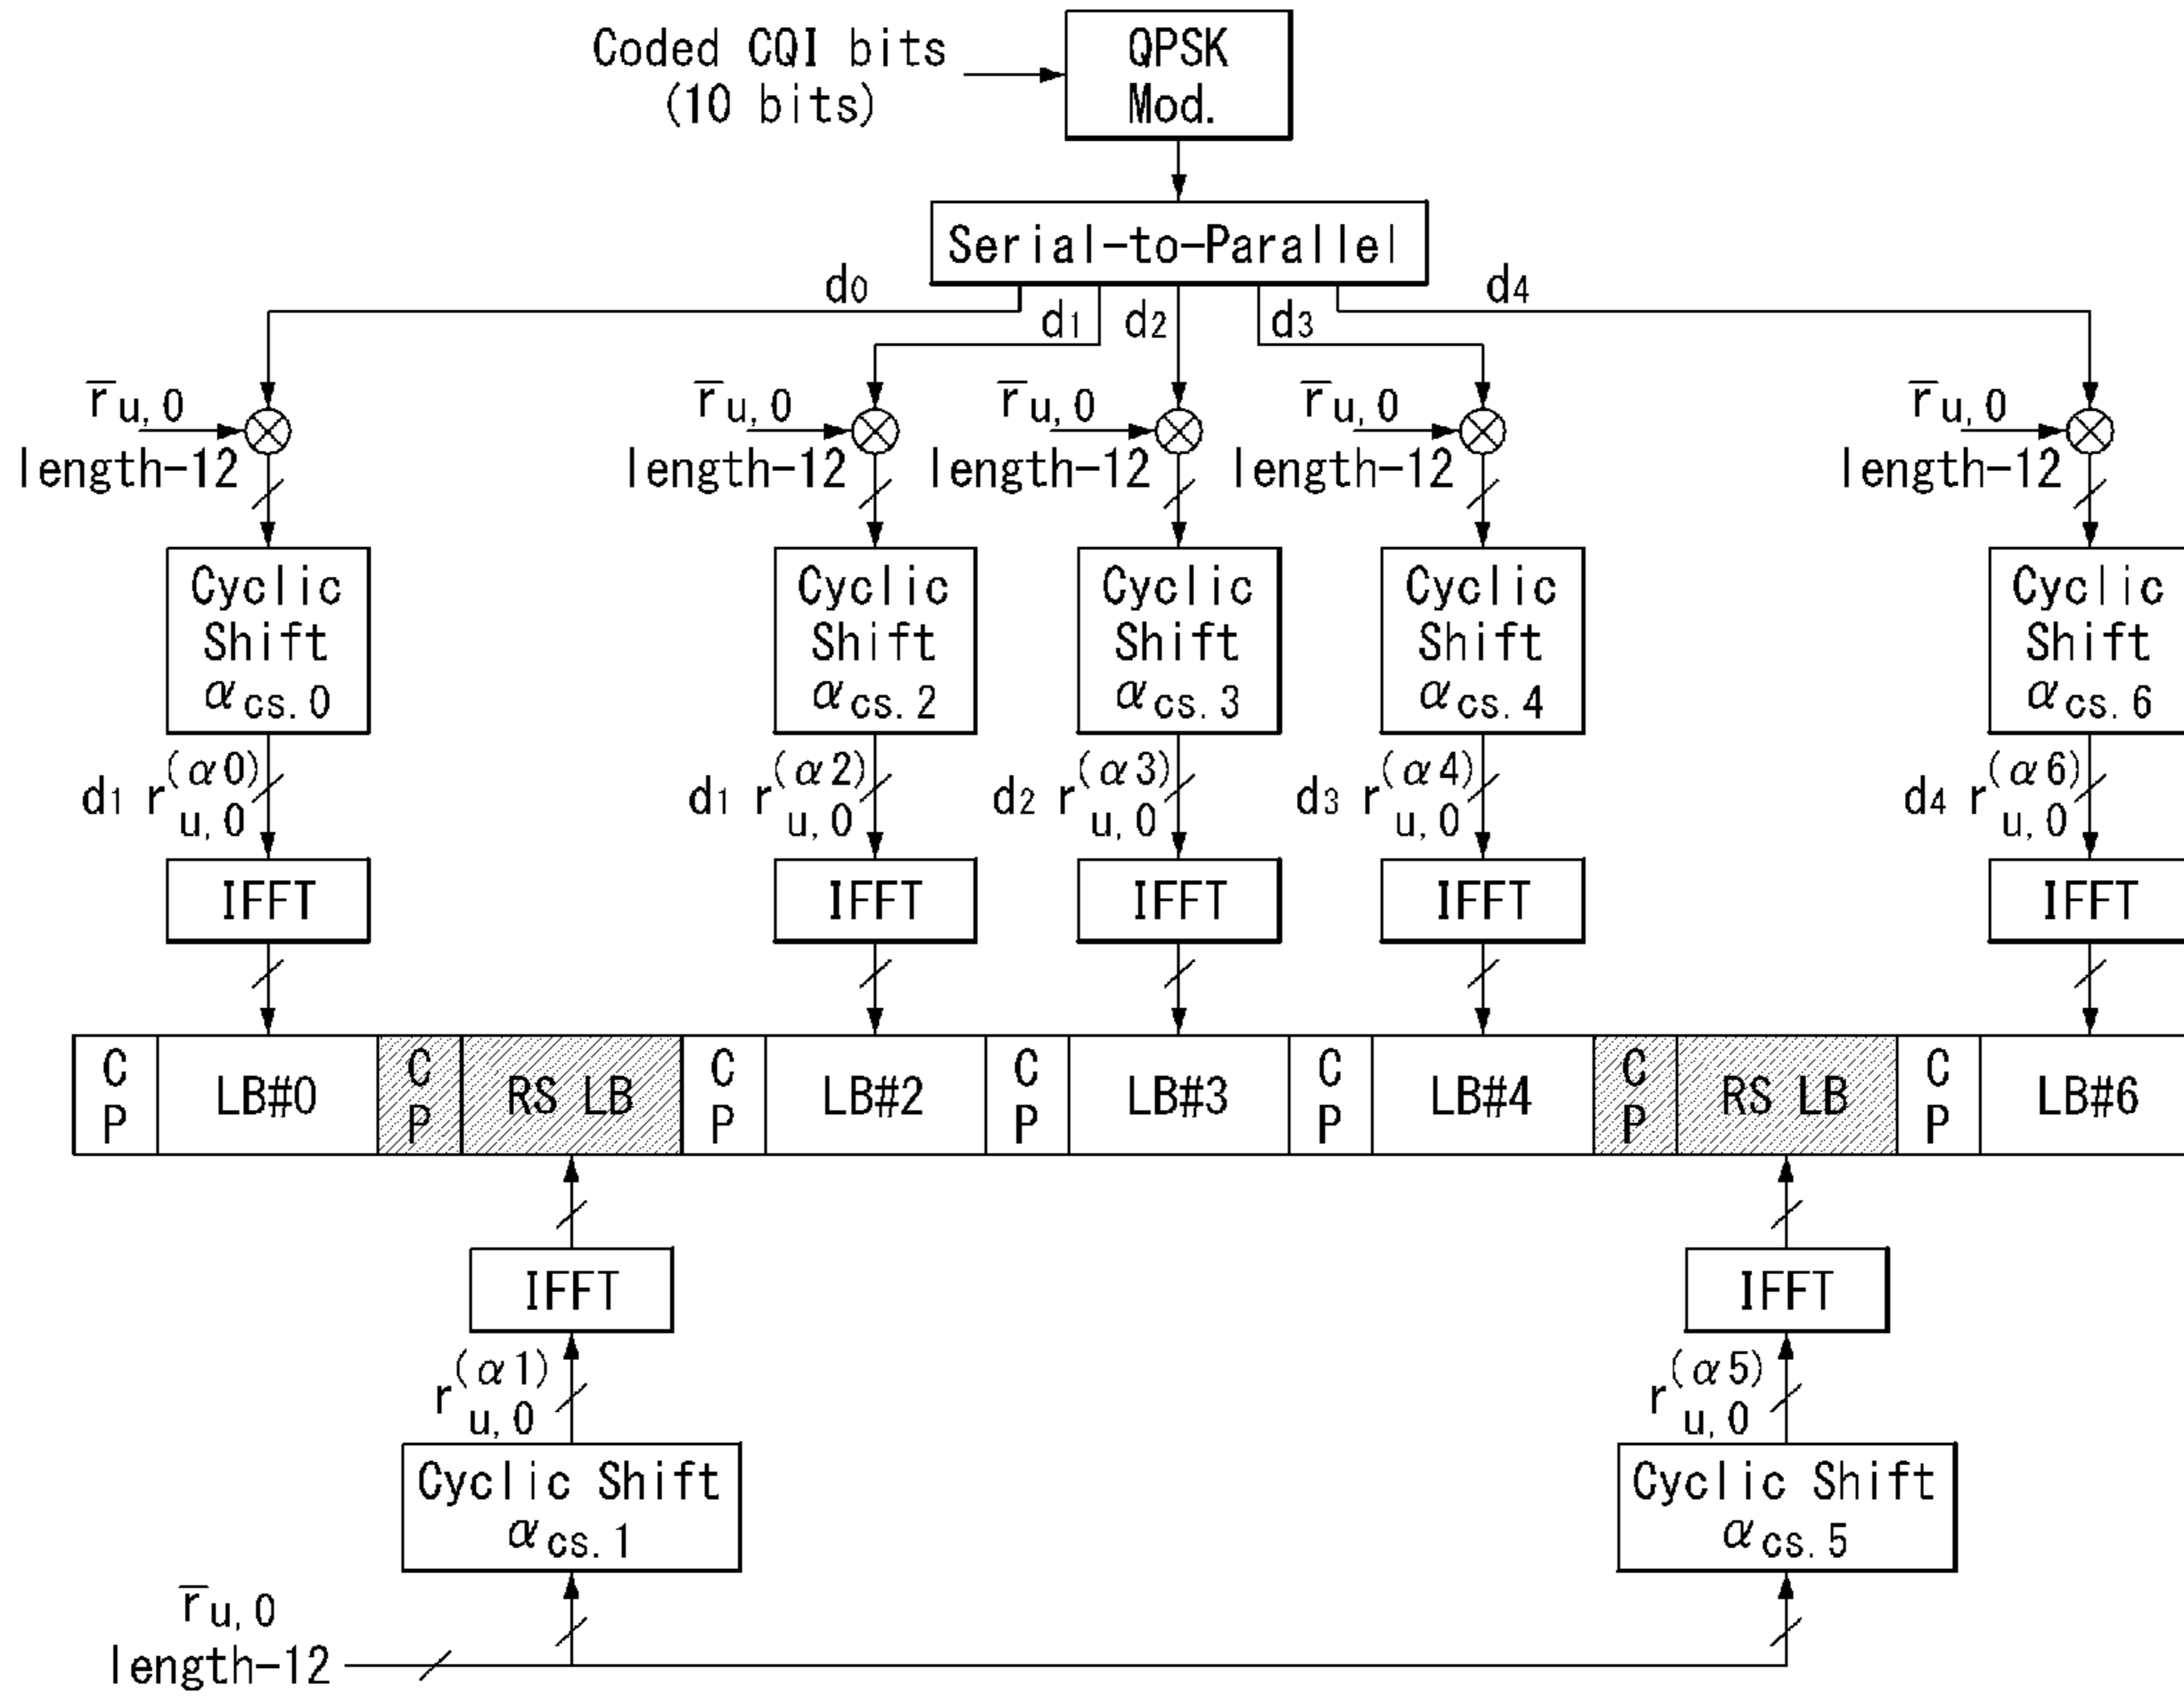 Coded CQI bits
(10 bits)
QPSK
Mod.
Serial-to-Parallel
d0
d1
d2
d3
d4
r̅u,0
length-12
r̅u,0
length-12
r̅u,0
length-12
r̅u,0
length-12
r̅u,0
length-12
Cyclic
Shift
αcs.0
Cyclic
Shift
αcs.2
Cyclic
Shift
αcs.3
Cyclic
Shift
αcs.4
Cyclic
Shift
αcs.6
d1 r(α0)u,0
d1 r(α2)u,0
d2 r(α3)u,0
d3 r(α4)u,0
d4 r(α6)u,0
IFFT
IFFT
IFFT
IFFT
IFFT
CP
LB#0
CP
RS LB
CP
LB#2
CP
LB#3
CP
LB#4
CP
RS LB
CP
LB#6
IFFT
IFFT
r(α1)u,0
r(α5)u,0
Cyclic Shift
αcs.1
Cyclic Shift
αcs.5
r̅u,0
length-12